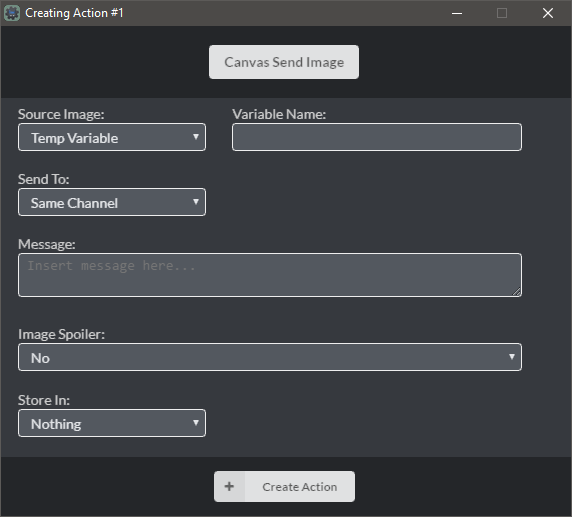 Creating Action #1
Canvas Send Image
Source Image: Variable Name:
Temp Variable
Send To:
Same Channel
Message:
Insert message here...
Image Spoiler:
No
Store In:
Nothing
+ Create Action